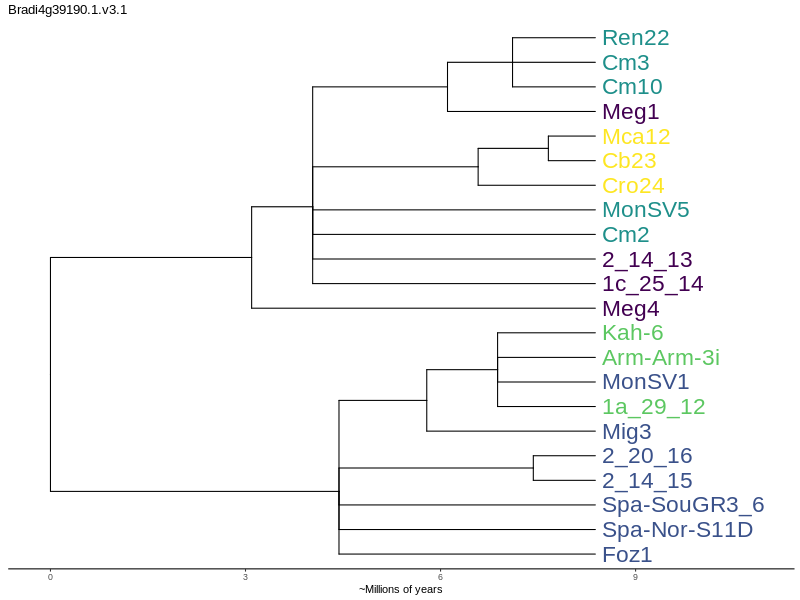 Bradi4g39190.1.v3.1
Ren22
Cm3
Cm10
Meg1
Mca12
Cb23
Cro24
MonSV5
Cm2
2_14_13
1c_25_14
Meg4
Kah-6
Arm-Arm-3i
MonSV1
1a_29_12
Mig3
2_20_16
2_14_15
Spa-SouGR3_6
Spa-Nor-S11D
Foz1
0 3 6 9
~Millions of years